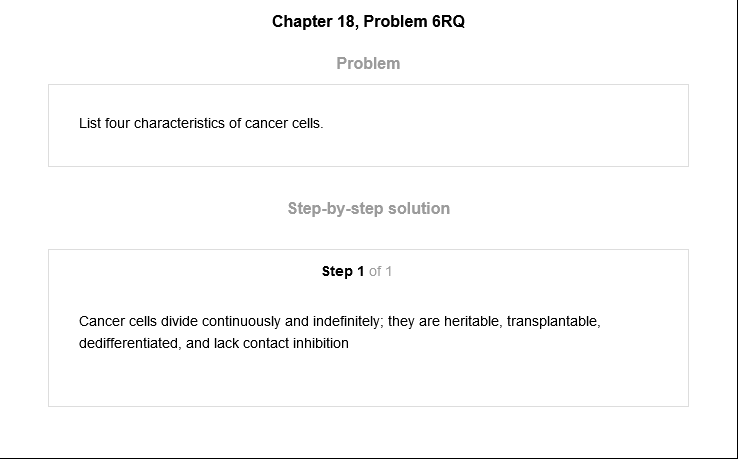 Chapter 18, Problem 6RQ
Problem
List four characteristics of cancer cells.
Step-by-step solution
Step 1 of 1
Cancer cells divide continuously and indefinitely; they are heritable, transplantable,
dedifferentiated, and lack contact inhibition